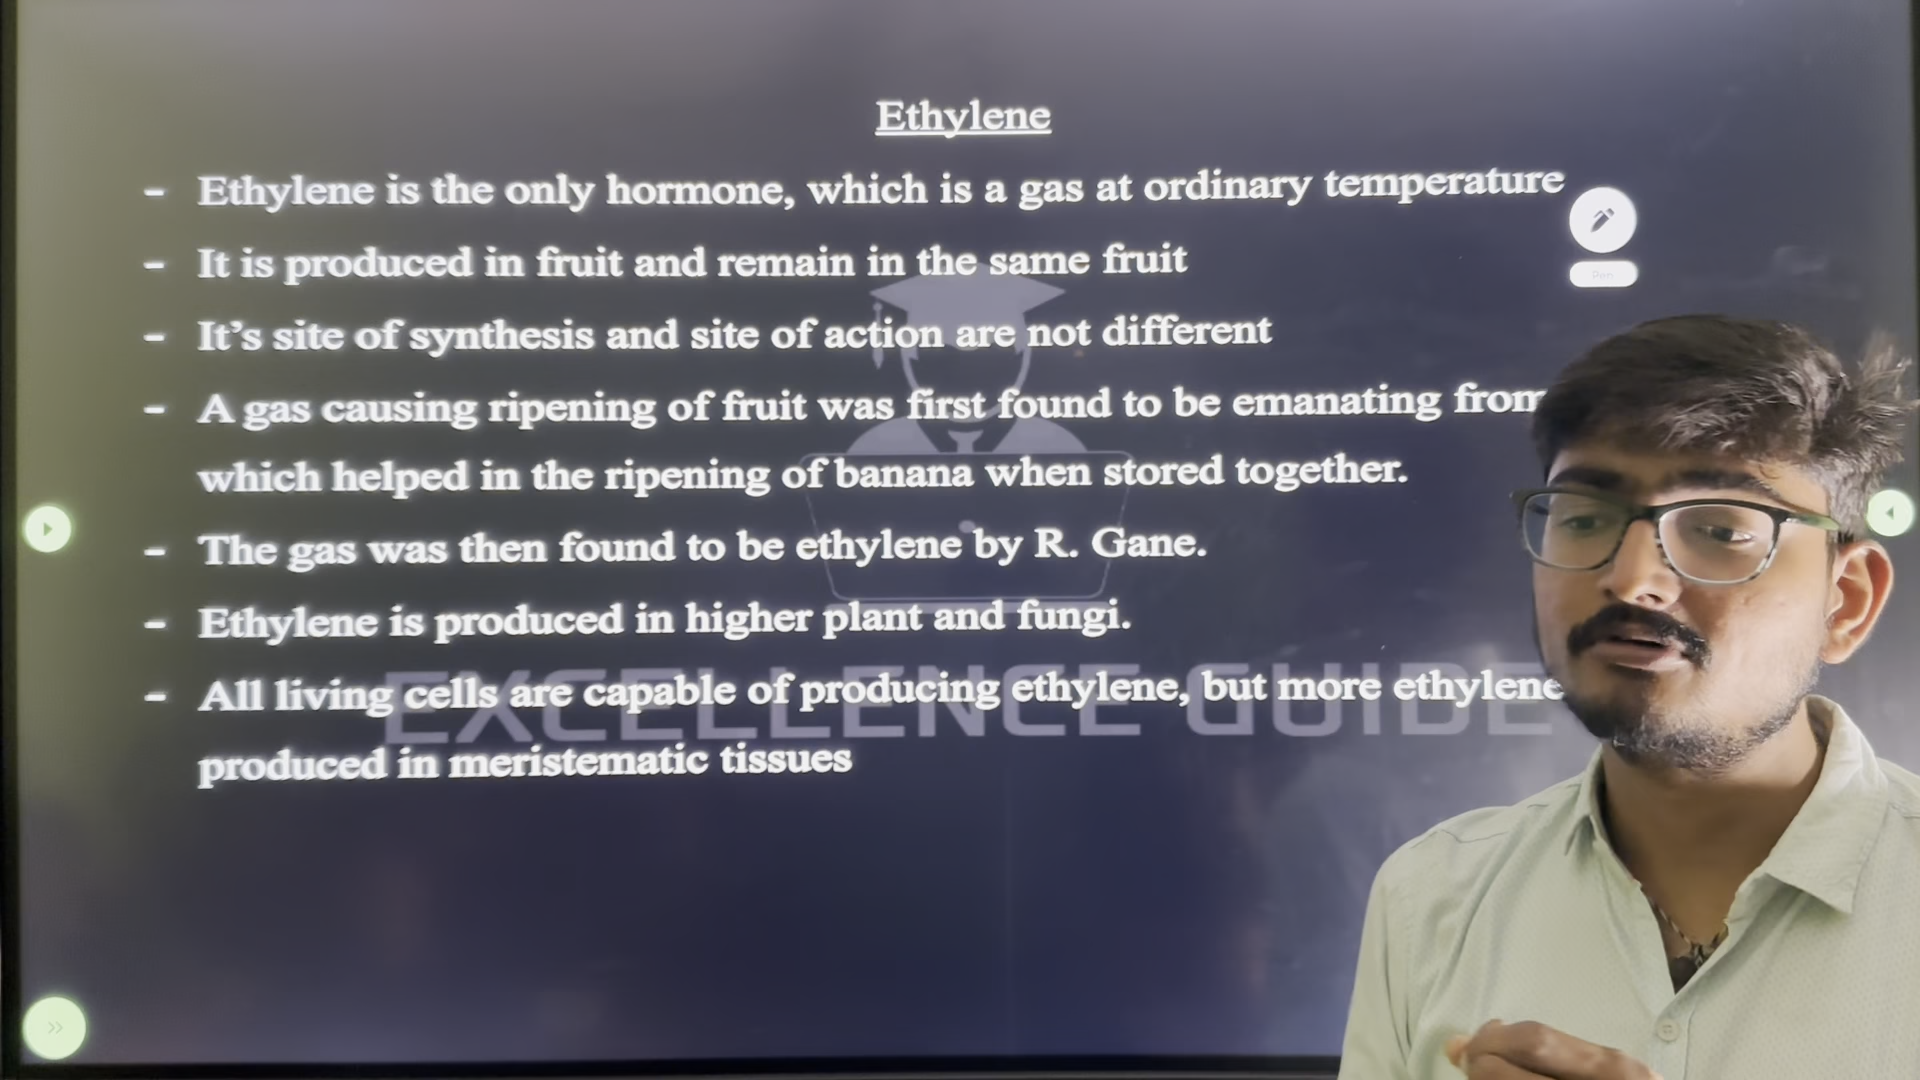 Ethylene
- Ethylene is the only hormone, which is a gas at ordinary temperature
Pen
- It is produced in fruit and remain in the same fruit
- It's site of synthesis and site of action are not different
- A gas causing ripening of fruit was first found to be emanating from
which helped in the ripening of banana when stored together.
- The gas was then found to be ethylene by R. Gane.
- Ethylene is produced in higher plant and fungi.
- All living cells are capable of producing ethylene, but more ethylene
produced in meristematic tissues
EXCELLENCE GUIDE